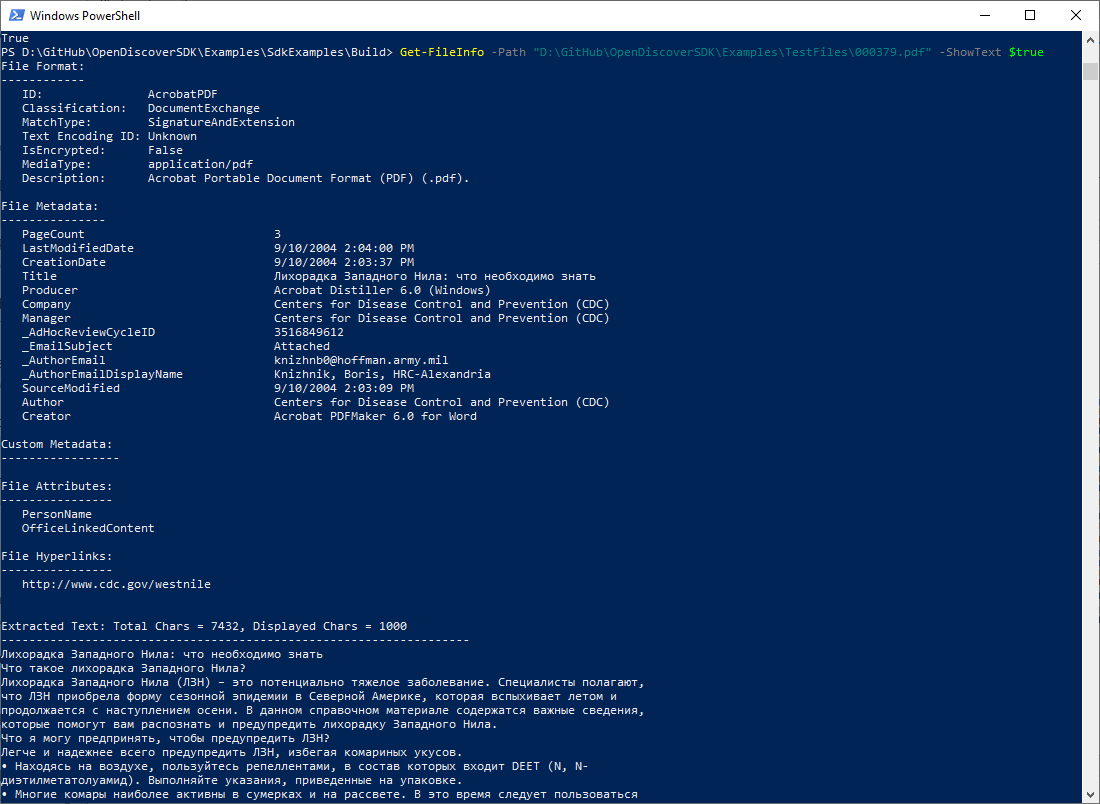 Windows PowerShell
True
PS D:\GitHub\OpenDiscoverSDK\Examples\SdkExamples\Build> Get-FileInfo -Path "D:\GitHub\OpenDiscoverSDK\Examples\TestFiles\000379.pdf" -ShowText $true
File Format:
------------
ID: AcrobatPDF
Classification: DocumentExchange
MatchType: SignatureAndExtension
Text Encoding ID: Unknown
IsEncrypted: False
MediaType: application/pdf
Description: Acrobat Portable Document Format (PDF) (.pdf).
File Metadata:
---------------
PageCount 3
LastModifiedDate 9/10/2004 2:04:00 PM
CreationDate 9/10/2004 2:03:37 PM
Title Лихорадка Западного Нила: что необходимо знать
Producer Acrobat Distiller 6.0 (Windows)
Company Centers for Disease Control and Prevention (CDC)
Manager Centers for Disease Control and Prevention (CDC)
_AdHocReviewCycleID 3516849612
_EmailSubject Attached
_AuthorEmail knizhnb0@hoffman.army.mil
_AuthorEmailDisplayName Knizhnik, Boris, HRC-Alexandria
SourceModified 9/10/2004 2:03:09 PM
Author Centers for Disease Control and Prevention (CDC)
Creator Acrobat PDFMaker 6.0 for Word
Custom Metadata:
-----------------
File Attributes:
----------------
PersonName
OfficeLinkedContent
File Hyperlinks:
----------------
http://www.cdc.gov/westnile
Extracted Text: Total Chars = 7432, Displayed Chars = 1000
-------------------------------------------------------------------
Лихорадка Западного Нила: что необходимо знать
Что такое лихорадка Западного Нила?
Лихорадка Западного Нила (ЛЗН) – это потенциально тяжелое заболевание. Специалисты полагают,
что ЛЗН приобрела форму сезонной эпидемии в Северной Америке, которая вспыхивает летом и
продолжается с наступлением осени. В данном справочном материале содержатся важные сведения,
которые помогут вам распознать и предупредить лихорадку Западного Нила.
Что я могу предпринять, чтобы предупредить ЛЗН?
Легче и надежнее всего предупредить ЛЗН, избегая комариных укусов.
• Находясь на воздухе, пользуйтесь репеллентами, в состав которых входит DEET (N, N-
диэтилметатолуамид). Выполняйте указания, приведенные на упаковке.
• Многие комары наиболее активны в сумерках и на рассвете. В это время следует пользоваться